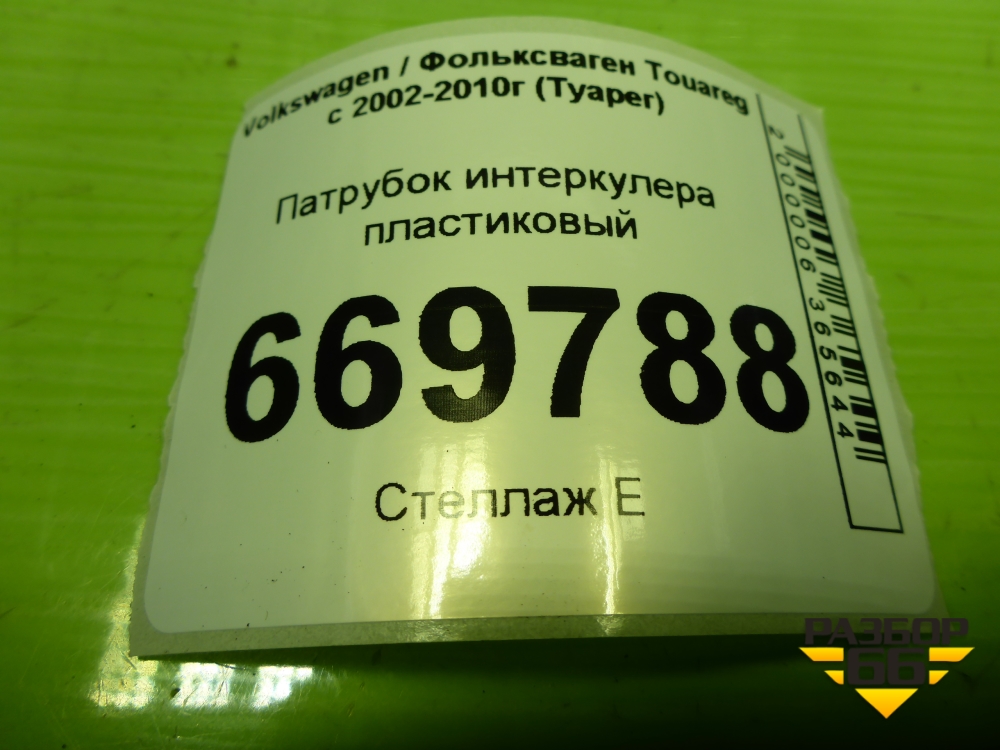 Volkswagen / Фольксваген Touareg
с 2002-2010г (Туарег)
Патрубок интеркулера
пластиковый
669788
Стеллаж Е
2000006365644
РАЗБОР
66